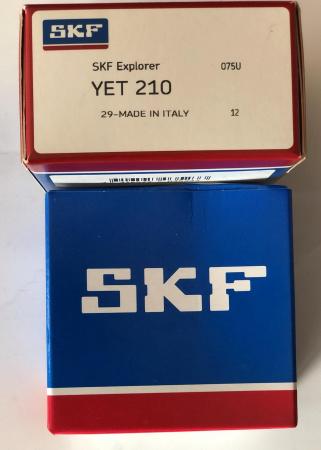 SKF
SKF Explorer 075U
YET 210
29-MADE IN ITALY 12
SKF